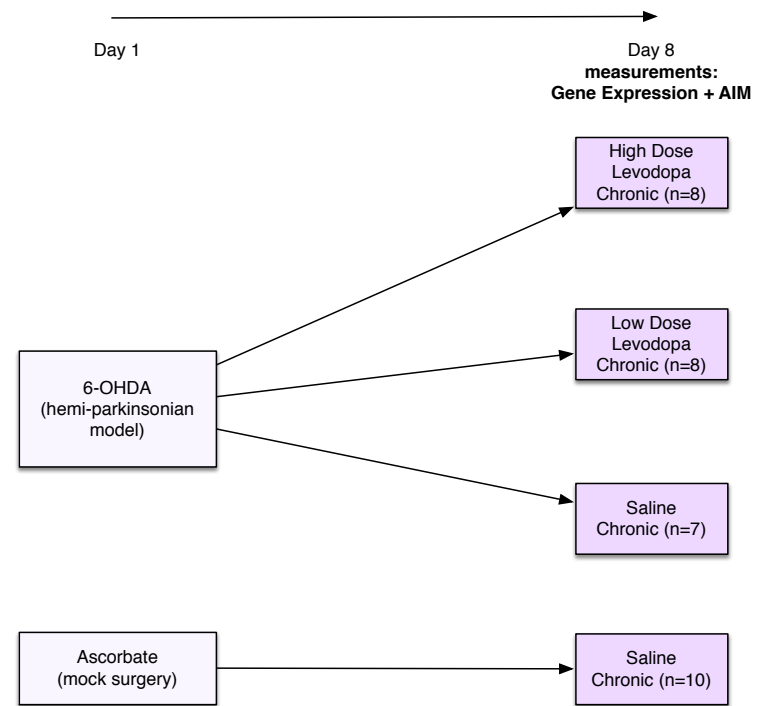 Day 1
Day 8
measurements:
Gene Expression + AIM
High Dose
Levodopa
Chronic (n=8)
Low Dose
Levodopa
Chronic (n=8)
6-OHDA
(hemi-parkinsonian
model)
Saline
Chronic (n=7)
Ascorbate
(mock surgery)
Saline
Chronic (n=10)